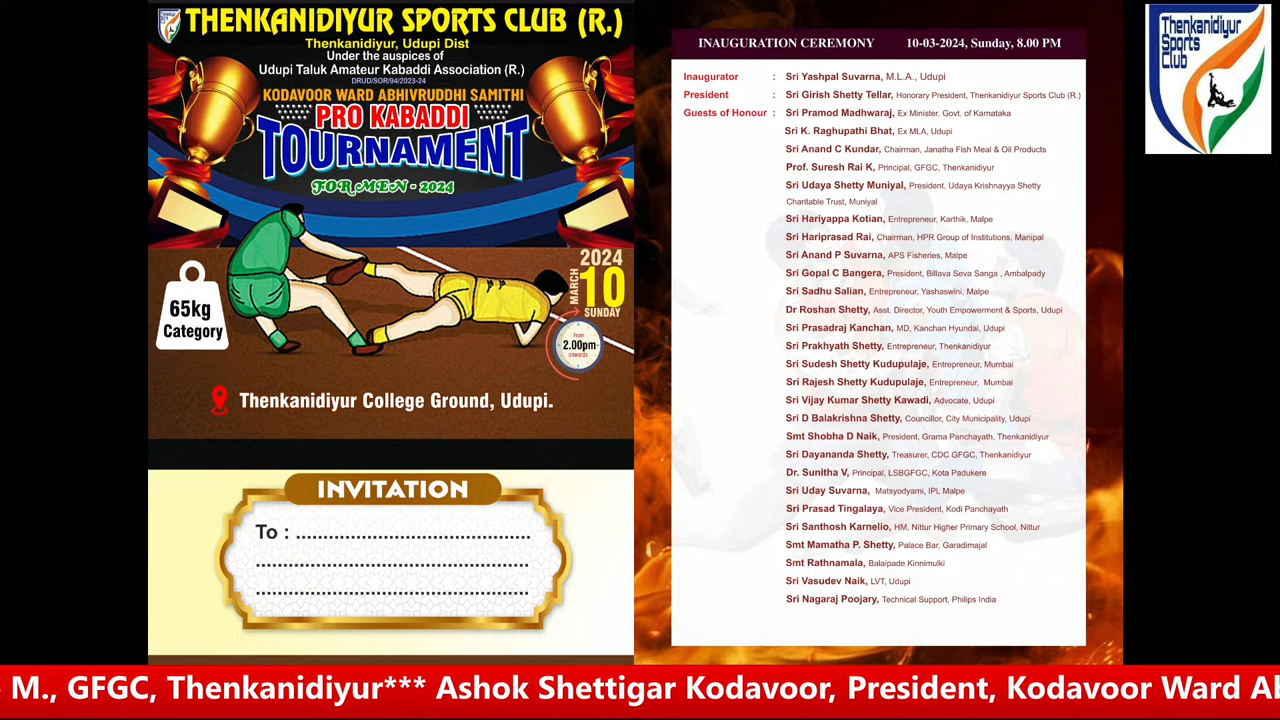 THENKANIDIYUR SPORTS CLUB (R.)
Thenkanidiyur, Udupi Dist
Under the auspices of
Udupi Taluk Amateur Kabaddi Association (R.)
DRUD/SOR/94/2023-24
KODAVOOR WARD ABHIVRUDDHI SAMITHI
PRO KABADDI
TOURNAMENT
FOR MEN - 2024
65kg
Category
2024
MARCH
10
SUNDAY
From
2.00pm
onwards
Thenkanidiyur College Ground, Udupi.
INVITATION
To : ..........................................
................................................
................................................
INAUGURATION CEREMONY 10-03-2024, Sunday, 8.00 PM
Inaugurator : Sri Yashpal Suvarna, M.L.A., Udupi
President : Sri Girish Shetty Tellar, Honorary President, Thenkanidiyur Sports Club (R.)
Guests of Honour : Sri Pramod Madhwaraj, Ex Minister, Govt. of Karnataka
Sri K. Raghupathi Bhat, Ex MLA, Udupi
Sri Anand C Kundar, Chairman, Janatha Fish Meal & Oil Products
Prof. Suresh Rai K, Principal, GFGC, Thenkanidiyur
Sri Udaya Shetty Muniyal, President, Udaya Krishnayya Shetty
Charitable Trust, Muniyal
Sri Hariyappa Kotian, Entrepreneur, Karthik, Malpe
Sri Hariprasad Rai, Chairman, HPR Group of Institutions, Manipal
Sri Anand P Suvarna, APS Fisheries, Malpe
Sri Gopal C Bangera, President, Billava Seva Sanga , Ambalpady
Sri Sadhu Salian, Entrepreneur, Yashaswini, Malpe
Dr Roshan Shetty, Asst. Director, Youth Empowerment & Sports, Udupi
Sri Prasadraj Kanchan, MD, Kanchan Hyundai, Udupi
Sri Prakhyath Shetty, Entrepreneur, Thenkanidiyur
Sri Sudesh Shetty Kudupulaje, Entrepreneur, Mumbai
Sri Rajesh Shetty Kudupulaje, Entrepreneur, Mumbai
Sri Vijay Kumar Shetty Kawadi, Advocate, Udupi
Sri D Balakrishna Shetty, Councillor, City Municipality, Udupi
Smt Shobha D Naik, President, Grama Panchayath, Thenkanidiyur
Sri Dayananda Shetty, Treasurer, CDC GFGC, Thenkanidiyur
Dr. Sunitha V, Principal, LSBGFGC, Kota Padukere
Sri Uday Suvarna, Matsyodyami, IPL Malpe
Sri Prasad Tingalaya, Vice President, Kodi Panchayath
Sri Santhosh Karnelio, HM, Nittur Higher Primary School, Nittur
Smt Mamatha P. Shetty, Palace Bar, Garadimajal
Smt Rathnamala, Balaipade Kinnimulki
Sri Vasudev Naik, LVT, Udupi
Sri Nagaraj Poojary, Technical Support, Philips India
Thenkanidiyur
Sports
Club
M., GFGC, Thenkanidiyur*** Ashok Shettigar Kodavoor, President, Kodavoor Ward Ab